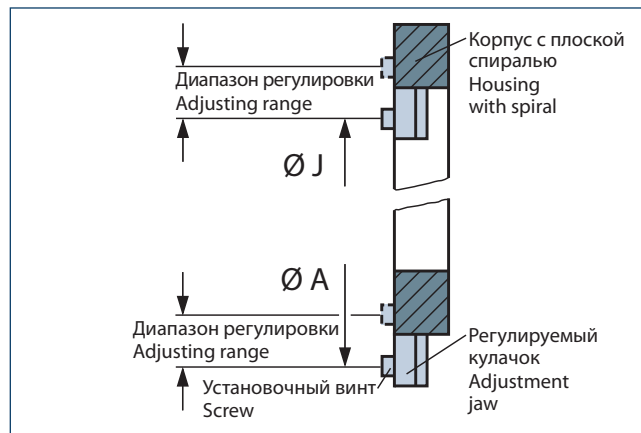 Корпус с плоской
спиралью
Housing
with spiral
Диапазон регулировки
Adjusting range
Ø J
Ø A
Диапазон регулировки
Adjusting range
Регулируемый
кулачок
Adjustment
jaw
Установочный винт
Screw